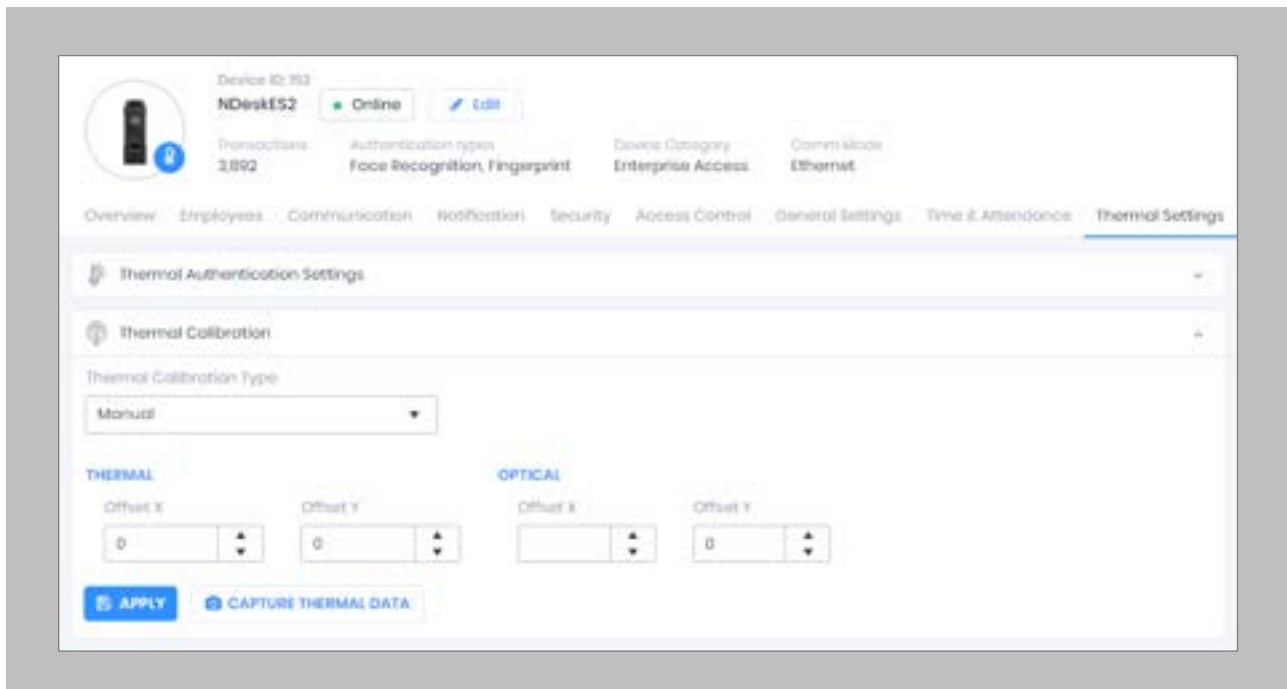 Device ID: 153
NDeskES2 Online Edit
Transactions Authentication types Device Category Comm Mode
3,892 Face Recognition, Fingerprint Enterprise Access Ethernet
Overview Employees Communication Notification Security Access Control General Settings Time & Attendance Thermal Settings
Thermal Authentication Settings
Thermal Calibration
Thermal Calibration Type
Manual
THERMAL OPTICAL
Offset X Offset Y Offset X Offset Y
0 0 0
APPLY CAPTURE THERMAL DATA